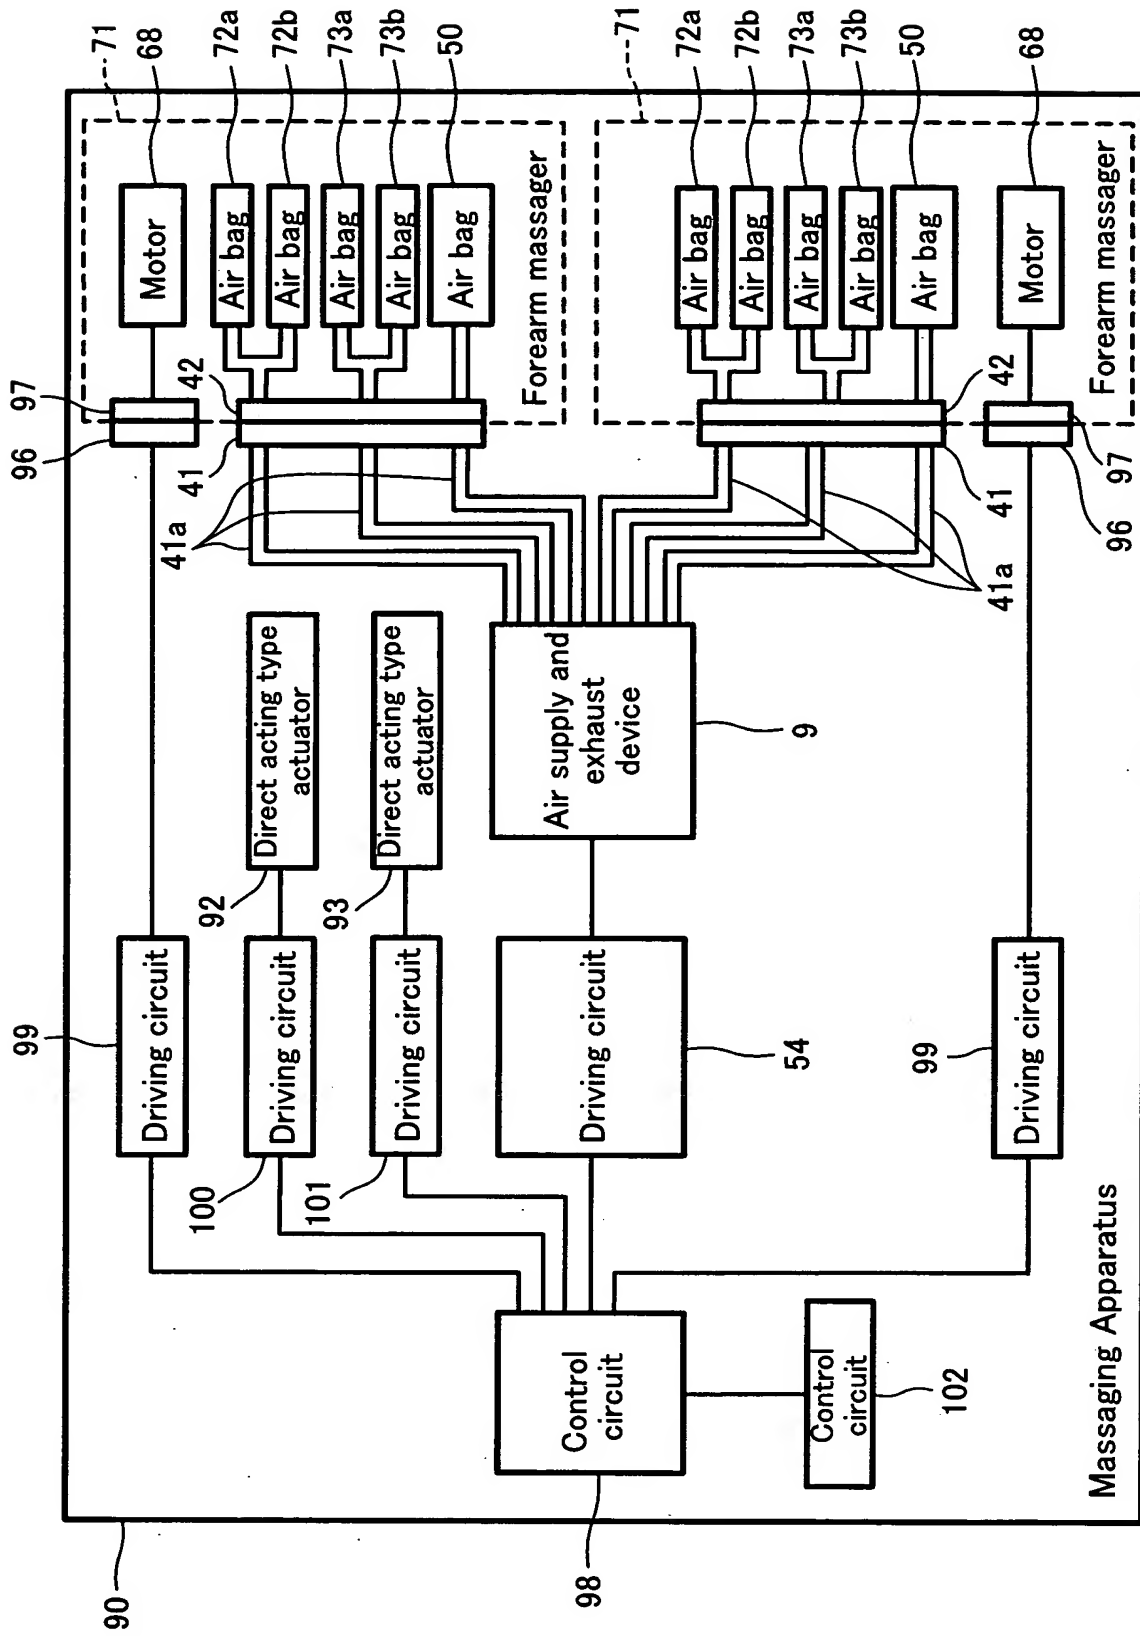 90
99
96
97
71
68
Driving circuit
Motor
92
Direct acting type
actuator
100
Driving circuit
93
Direct acting type
actuator
101
Driving circuit
41a
41
42
Air bag
72a
Air bag
72b
Air bag
73a
Air bag
73b
Air bag
50
Forearm massager
98
Control
circuit
Driving circuit
54
Air supply and
exhaust
device
9
71
Air bag
72a
Air bag
72b
Air bag
73a
Air bag
73b
Air bag
50
41a
41
42
Control
circuit
102
99
Driving circuit
96
97
Motor
68
Forearm massager
Massaging Apparatus